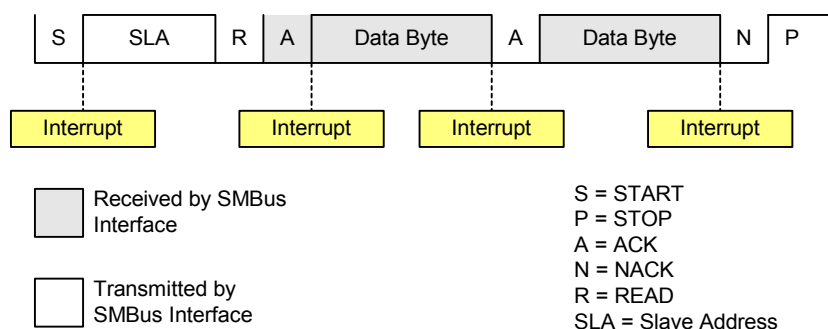 S SLA R A Data Byte A Data Byte N P
Interrupt Interrupt Interrupt Interrupt
Received by SMBus
Interface
Transmitted by
SMBus Interface
S = START
P = STOP
A = ACK
N = NACK
R = READ
SLA = Slave Address